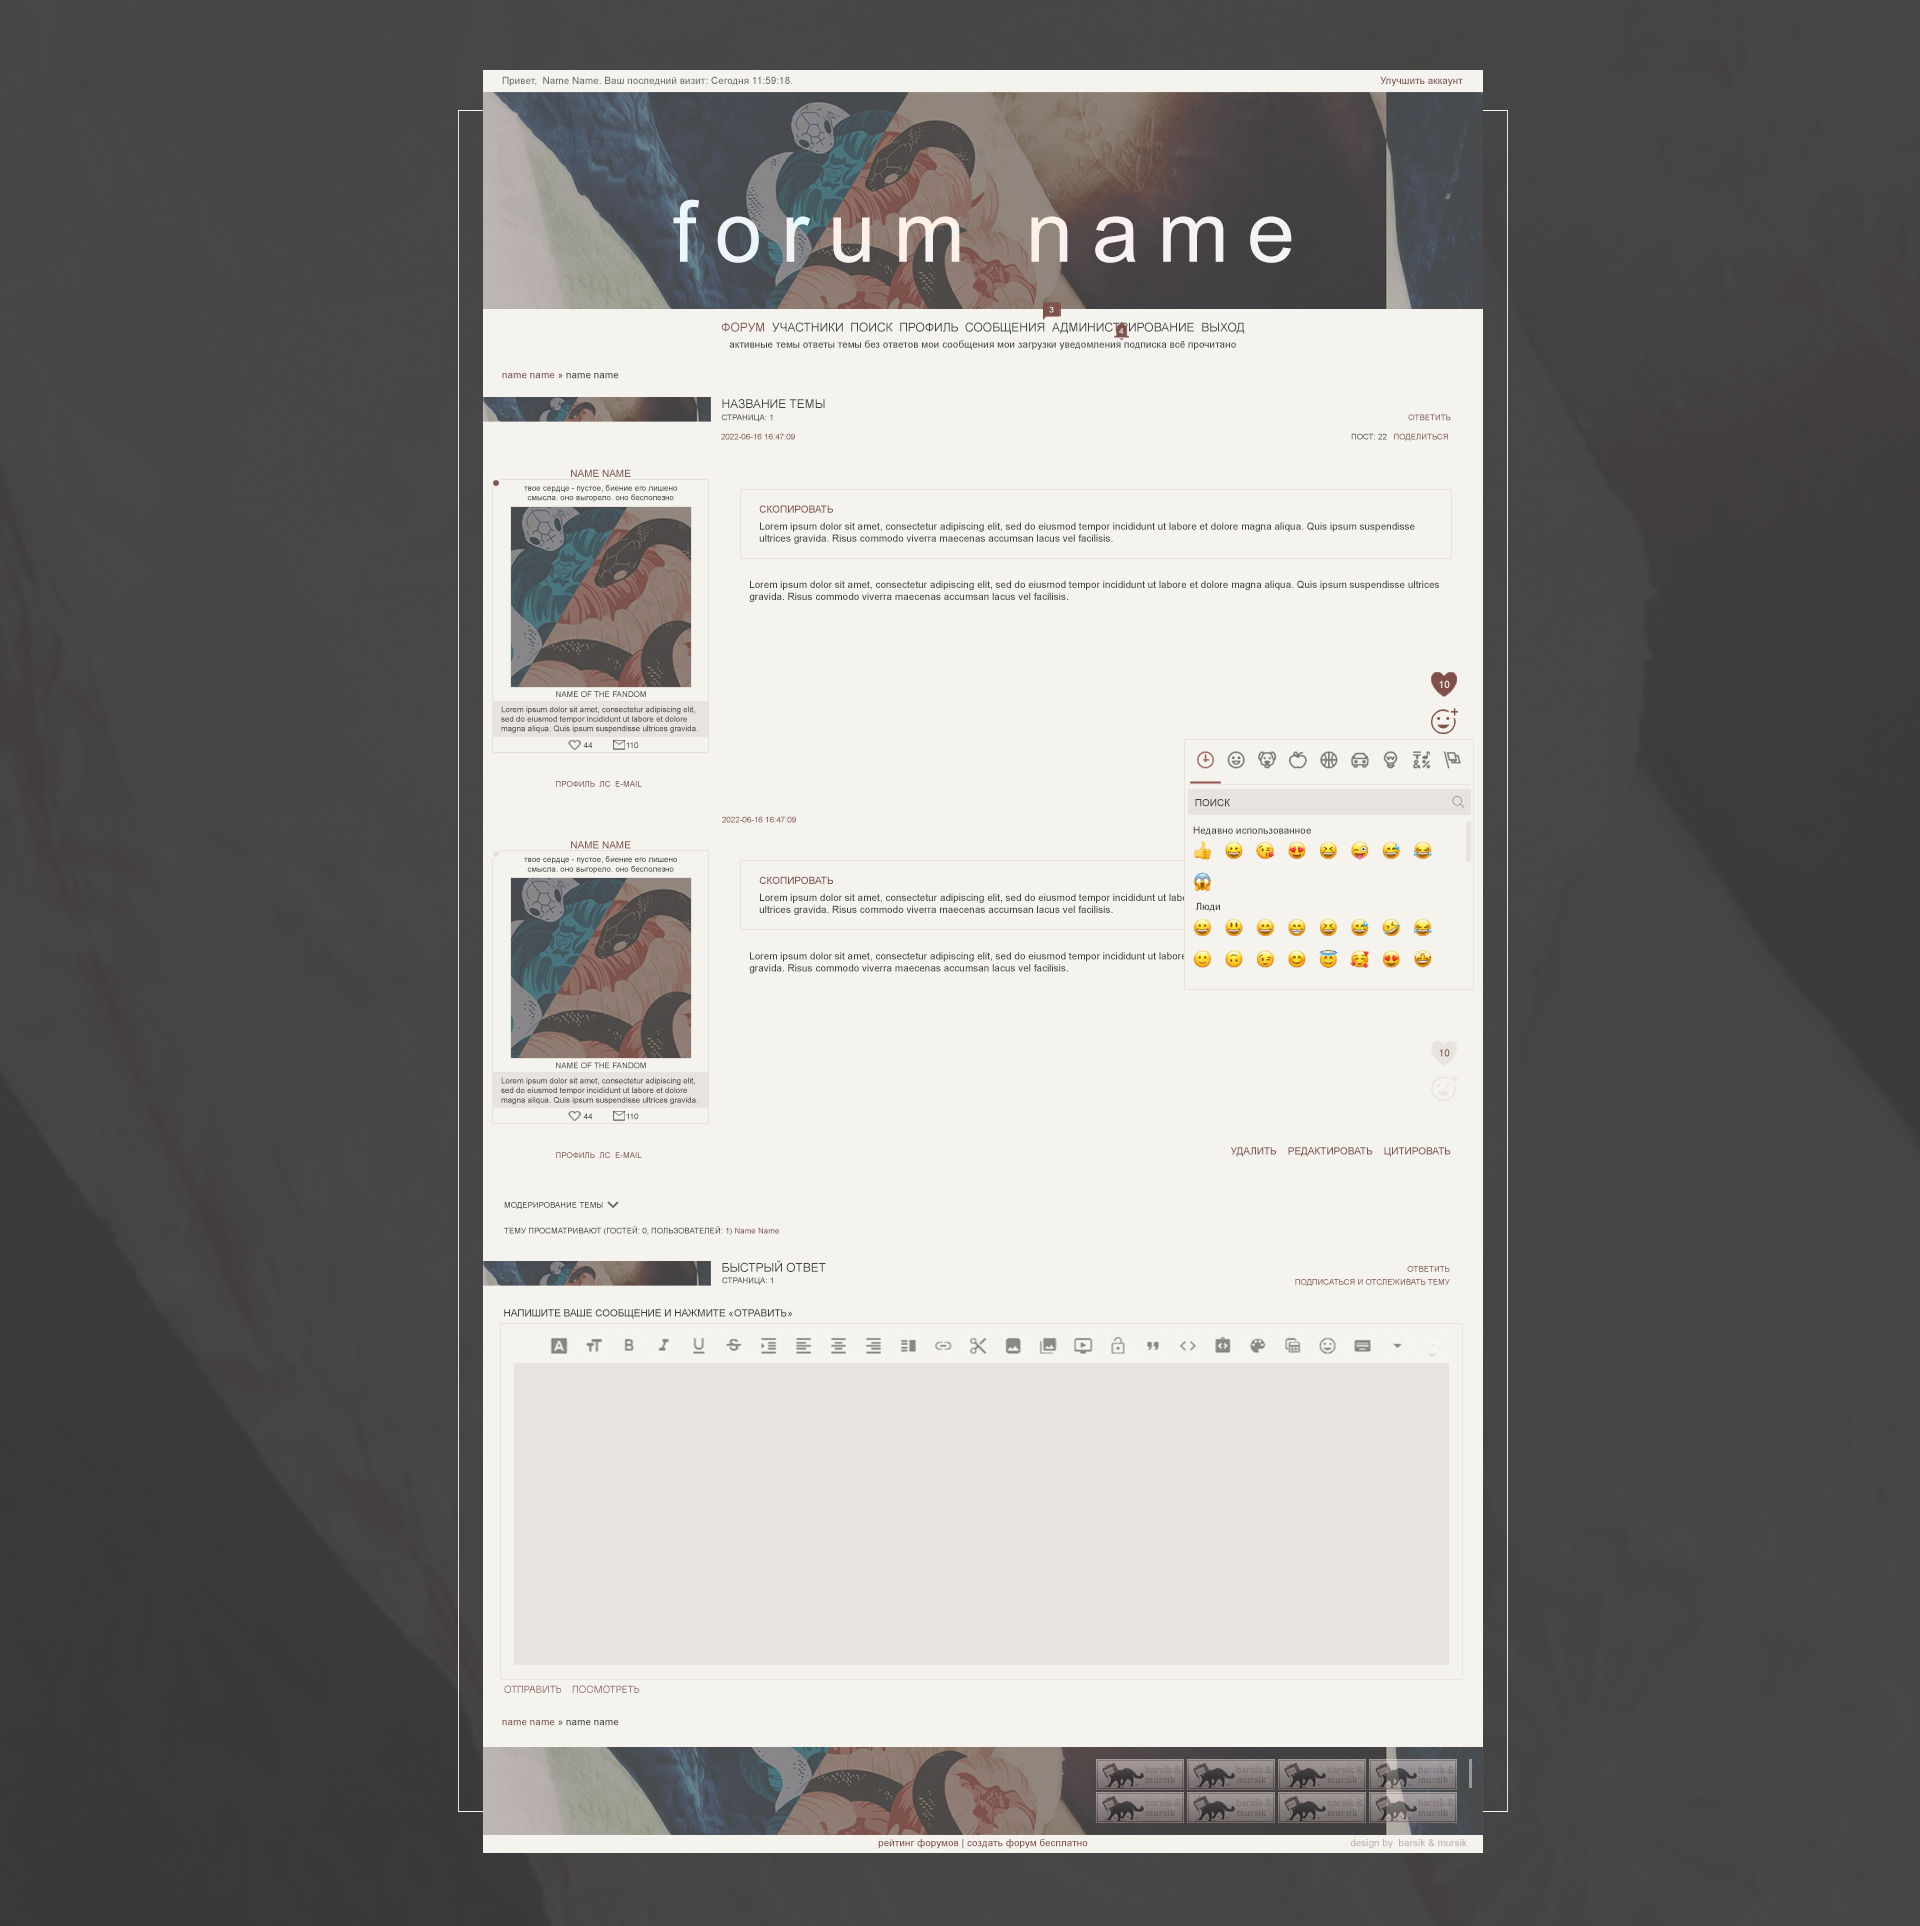 Привет, Name Name. Ваш последний визит: Сегодня 11:59:18.
Улучшить аккаунт
forum name
3
ФОРУМ УЧАСТНИКИ ПОИСК ПРОФИЛЬ СООБЩЕНИЯ АДМИНИСТРИРОВАНИЕ ВЫХОД
4
активные темы ответы темы без ответов мои сообщения мои загрузки уведомления подписка всё прочитано
name name » name name
НАЗВАНИЕ ТЕМЫ
СТРАНИЦА: 1
ОТВЕТИТЬ
2022-06-16 16:47:09
ПОСТ: 22 ПОДЕЛИТЬСЯ
NAME NAME
твое сердце - пустое, биение его лишено
смысла. оно выгорело. оно бесполезно
NAME OF THE FANDOM
Lorem ipsum dolor sit amet, consectetur adipiscing elit,
sed do eiusmod tempor incididunt ut labore et dolore
magna aliqua. Quis ipsum suspendisse ultrices gravida.
44 110
ПРОФИЛЬ ЛС E-MAIL
СКОПИРОВАТЬ
Lorem ipsum dolor sit amet, consectetur adipiscing elit, sed do eiusmod tempor incididunt ut labore et dolore magna aliqua. Quis ipsum suspendisse
ultrices gravida. Risus commodo viverra maecenas accumsan lacus vel facilisis.
Lorem ipsum dolor sit amet, consectetur adipiscing elit, sed do eiusmod tempor incididunt ut labore et dolore magna aliqua. Quis ipsum suspendisse ultrices
gravida. Risus commodo viverra maecenas accumsan lacus vel facilisis.
10
ПОИСК
Недавно использованное
Люди
2022-06-16 16:47:09
NAME NAME
твое сердце - пустое, биение его лишено
смысла. оно выгорело. оно бесполезно
NAME OF THE FANDOM
Lorem ipsum dolor sit amet, consectetur adipiscing elit,
sed do eiusmod tempor incididunt ut labore et dolore
magna aliqua. Quis ipsum suspendisse ultrices gravida.
44 110
ПРОФИЛЬ ЛС E-MAIL
СКОПИРОВАТЬ
Lorem ipsum dolor sit amet, consectetur adipiscing elit, sed do eiusmod tempor incididunt ut labo
ultrices gravida. Risus commodo viverra maecenas accumsan lacus vel facilisis.
Lorem ipsum dolor sit amet, consectetur adipiscing elit, sed do eiusmod tempor incididunt ut labore
gravida. Risus commodo viverra maecenas accumsan lacus vel facilisis.
10
УДАЛИТЬ РЕДАКТИРОВАТЬ ЦИТИРОВАТЬ
МОДЕРИРОВАНИЕ ТЕМЫ
ТЕМУ ПРОСМАТРИВАЮТ (ГОСТЕЙ: 0, ПОЛЬЗОВАТЕЛЕЙ: 1) Name Name
БЫСТРЫЙ ОТВЕТ
СТРАНИЦА: 1
ОТВЕТИТЬ
ПОДПИСАТЬСЯ И ОТСЛЕЖИВАТЬ ТЕМУ
НАПИШИТЕ ВАШЕ СООБЩЕНИЕ И НАЖМИТЕ «ОТРАВИТЬ»
ОТПРАВИТЬ ПОСМОТРЕТЬ
name name » name name
barsik &
mursik
barsik &
mursik
barsik &
mursik
barsik &
mursik
barsik &
mursik
barsik &
mursik
barsik &
mursik
barsik &
mursik
рейтинг форумов | создать форум бесплатно
design by barsik & mursik